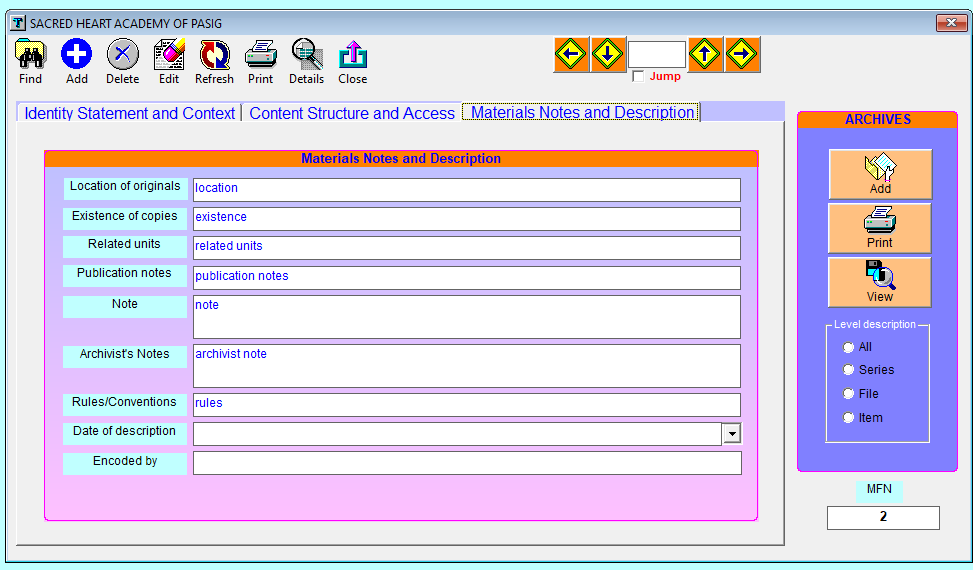 SACRED HEART ACADEMY OF PASIG
Find Add Delete Edit Refresh Print Details Close
Jump
Identity Statement and Context Content Structure and Access Materials Notes and Description
Materials Notes and Description
Location of originals location
Existence of copies existence
Related units related units
Publication notes publication notes
Note note
Archivist's Notes archivist note
Rules/Conventions rules
Date of description
Encoded by
ARCHIVES
Add
Print
View
Level description
All
Series
File
Item
MFN
2